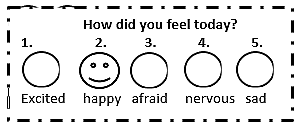 How did you feel today?
1. 2. 3. 4. 5.
Excited happy afraid nervous sad